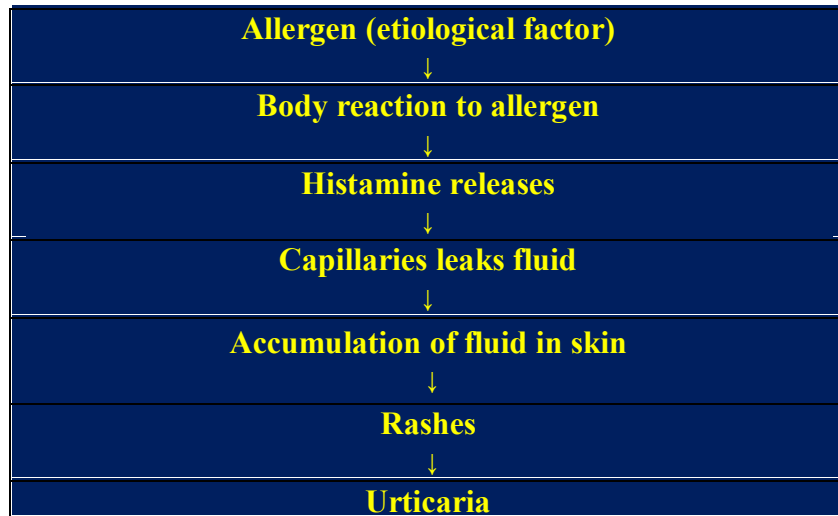 Allergen (etiological factor)
↓
Body reaction to allergen
↓
Histamine releases
↓
Capillaries leaks fluid
↓
Accumulation of fluid in skin
↓
Rashes
↓
Urticaria